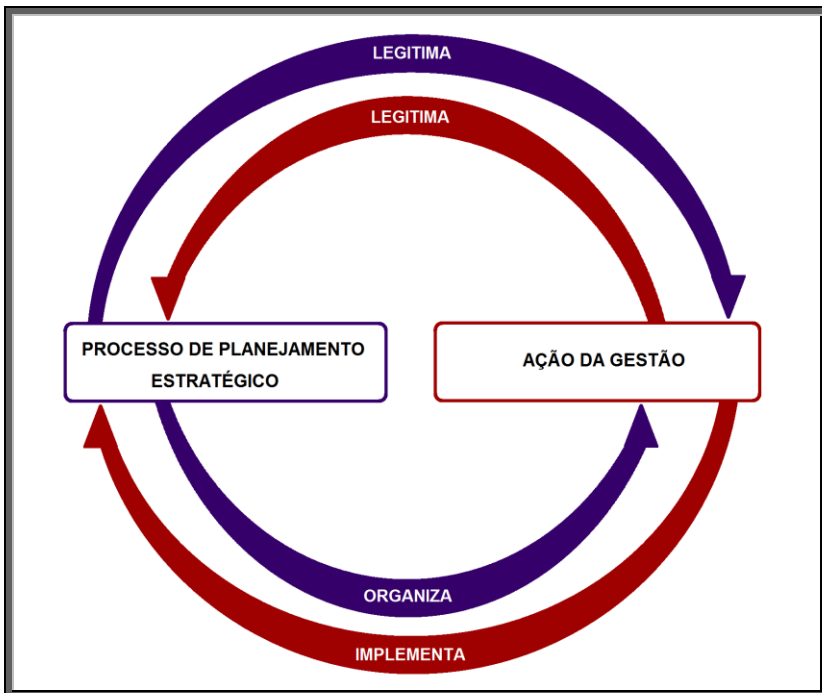 LEGITIMA
LEGITIMA
PROCESSO DE PLANEJAMENTO
ESTRATÉGICO
AÇÃO DA GESTÃO
ORGANIZA
IMPLEMENTA